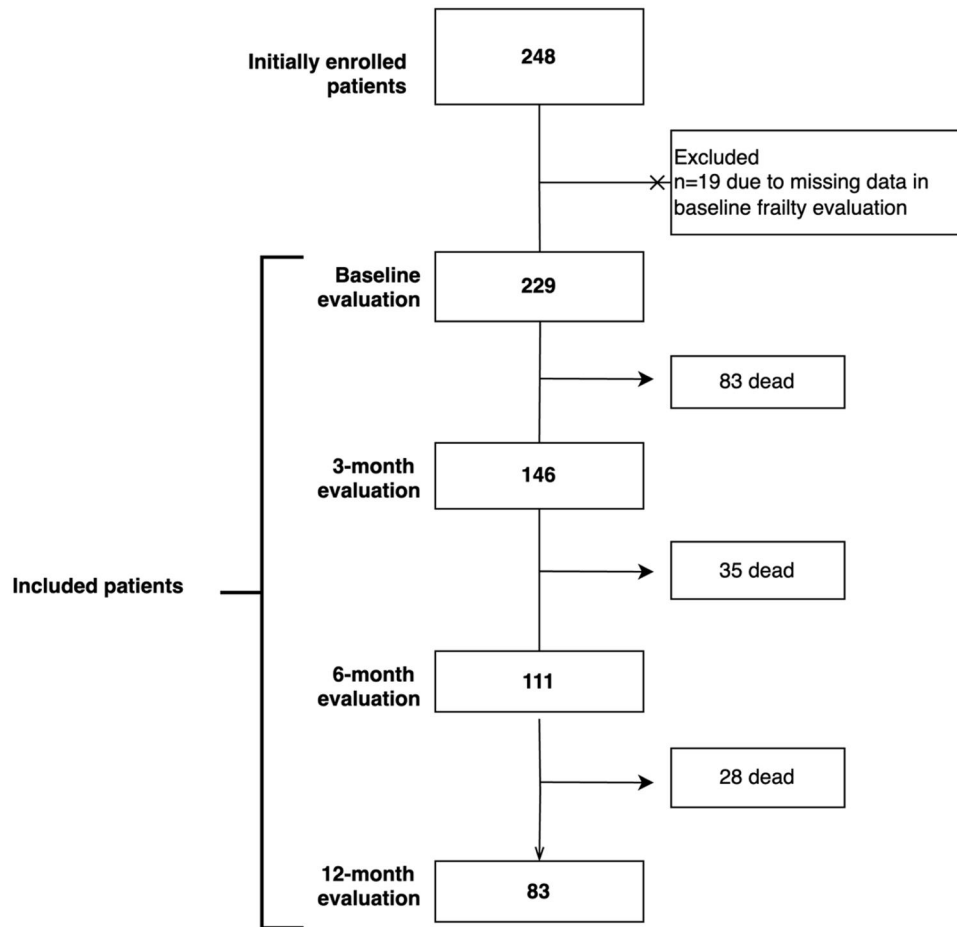 Initially enrolled
patients
248
Excluded
n=19 due to missing data in
baseline frailty evaluation
Baseline
evaluation
229
83 dead
3-month
evaluation
146
35 dead
Included patients
6-month
evaluation
111
28 dead
12-month
evaluation
83